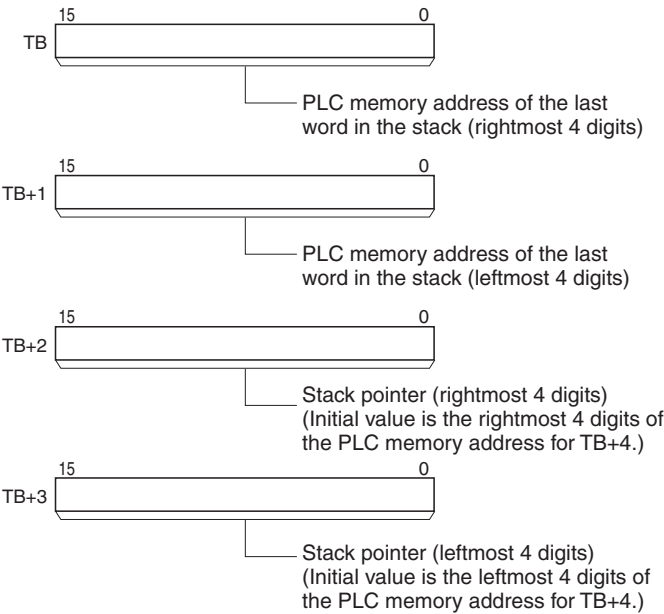 15 0
TB
PLC memory address of the last
word in the stack (rightmost 4 digits)
15 0
TB+1
PLC memory address of the last
word in the stack (leftmost 4 digits)
15 0
TB+2
Stack pointer (rightmost 4 digits)
(Initial value is the rightmost 4 digits of
the PLC memory address for TB+4.)
15 0
TB+3
Stack pointer (leftmost 4 digits)
(Initial value is the leftmost 4 digits of
the PLC memory address for TB+4.)